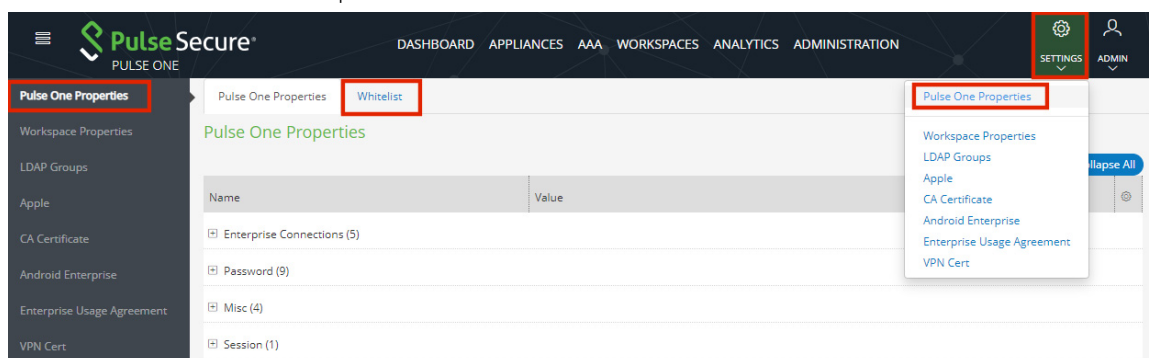 Pulse Secure®
PULSE ONE
DASHBOARD APPLIANCES AAA WORKSPACES ANALYTICS ADMINISTRATION
SETTINGS
ADMIN
Pulse One Properties
Workspace Properties
LDAP Groups
Apple
CA Certificate
Android Enterprise
Enterprise Usage Agreement
VPN Cert
Pulse One Properties Whitelist
Pulse One Properties
llapse All
Name Value
Enterprise Connections (5)
Password (9)
Misc (4)
Session (1)
Pulse One Properties
Workspace Properties
LDAP Groups
Apple
CA Certificate
Android Enterprise
Enterprise Usage Agreement
VPN Cert